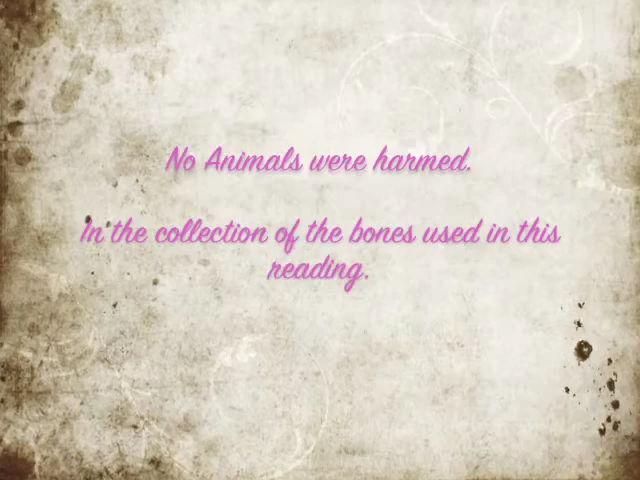 No Animals were harmed.
In the collection of the bones used in this
reading.